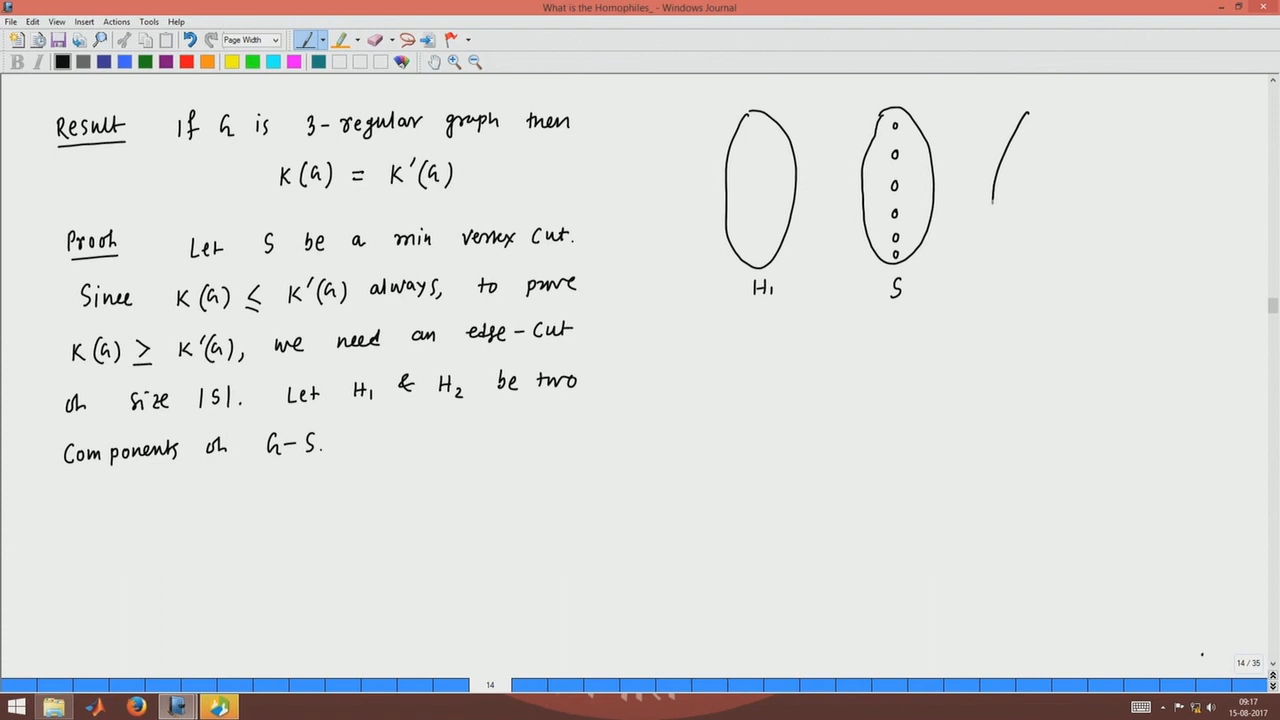 What is the Homophiles_ - Windows Journal
File Edit View Insert Actions Tools Help
Page Width
Result If G is 3-regular graph then
K(G) = K'(G)
Proof Let S be a min vertex cut.
Since K(G) ≤ K'(G) always, to prove
K(G) ≥ K'(G), we need an edge-cut
of size |S|. Let H1 & H2 be two
Components of G-S.
H1 S
14 / 35
14
09:17
15-08-2017